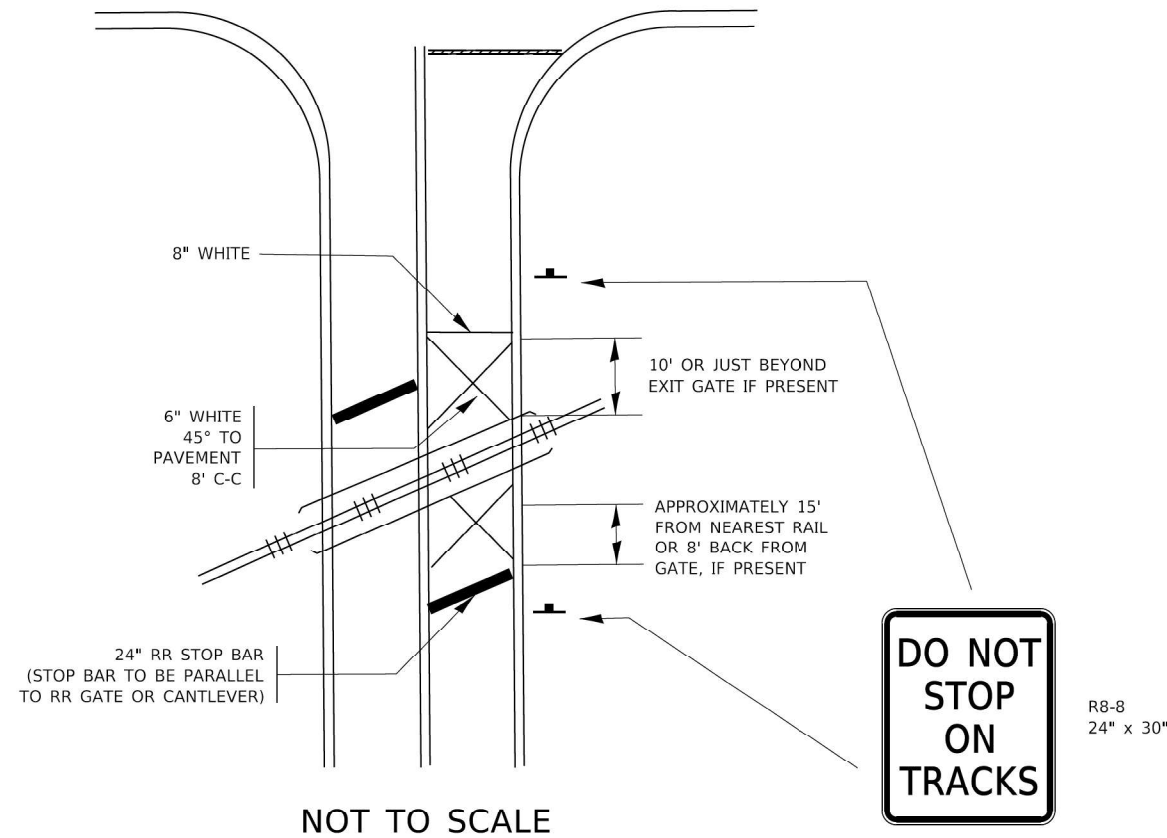 8" WHITE
10' OR JUST BEYOND
EXIT GATE IF PRESENT
6" WHITE
45° TO
PAVEMENT
8' C-C
APPROXIMATELY 15'
FROM NEAREST RAIL
OR 8' BACK FROM
GATE, IF PRESENT
24" RR STOP BAR
(STOP BAR TO BE PARALLEL
TO RR GATE OR CANTLEVER)
DO NOT
STOP
ON
TRACKS
R8-8
24" x 30"
NOT TO SCALE